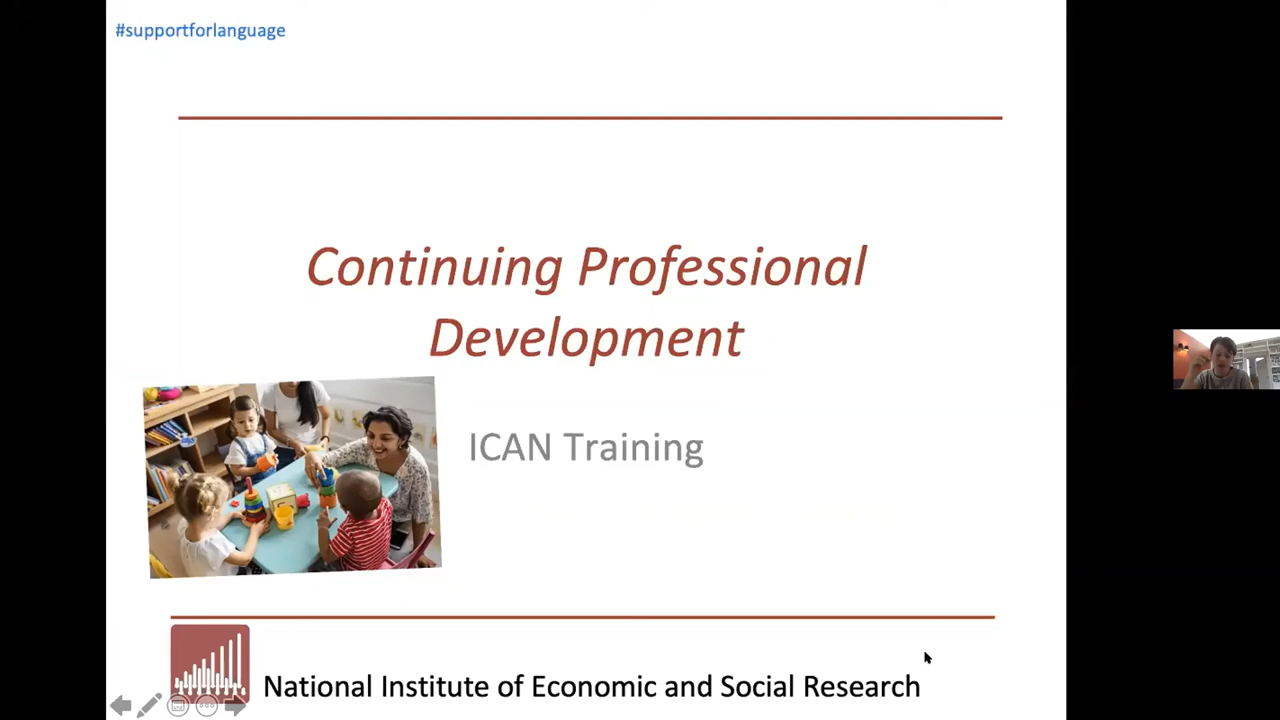 #supportforlanguage
Continuing Professional
Development
ICAN Training
National Institute of Economic and Social Research